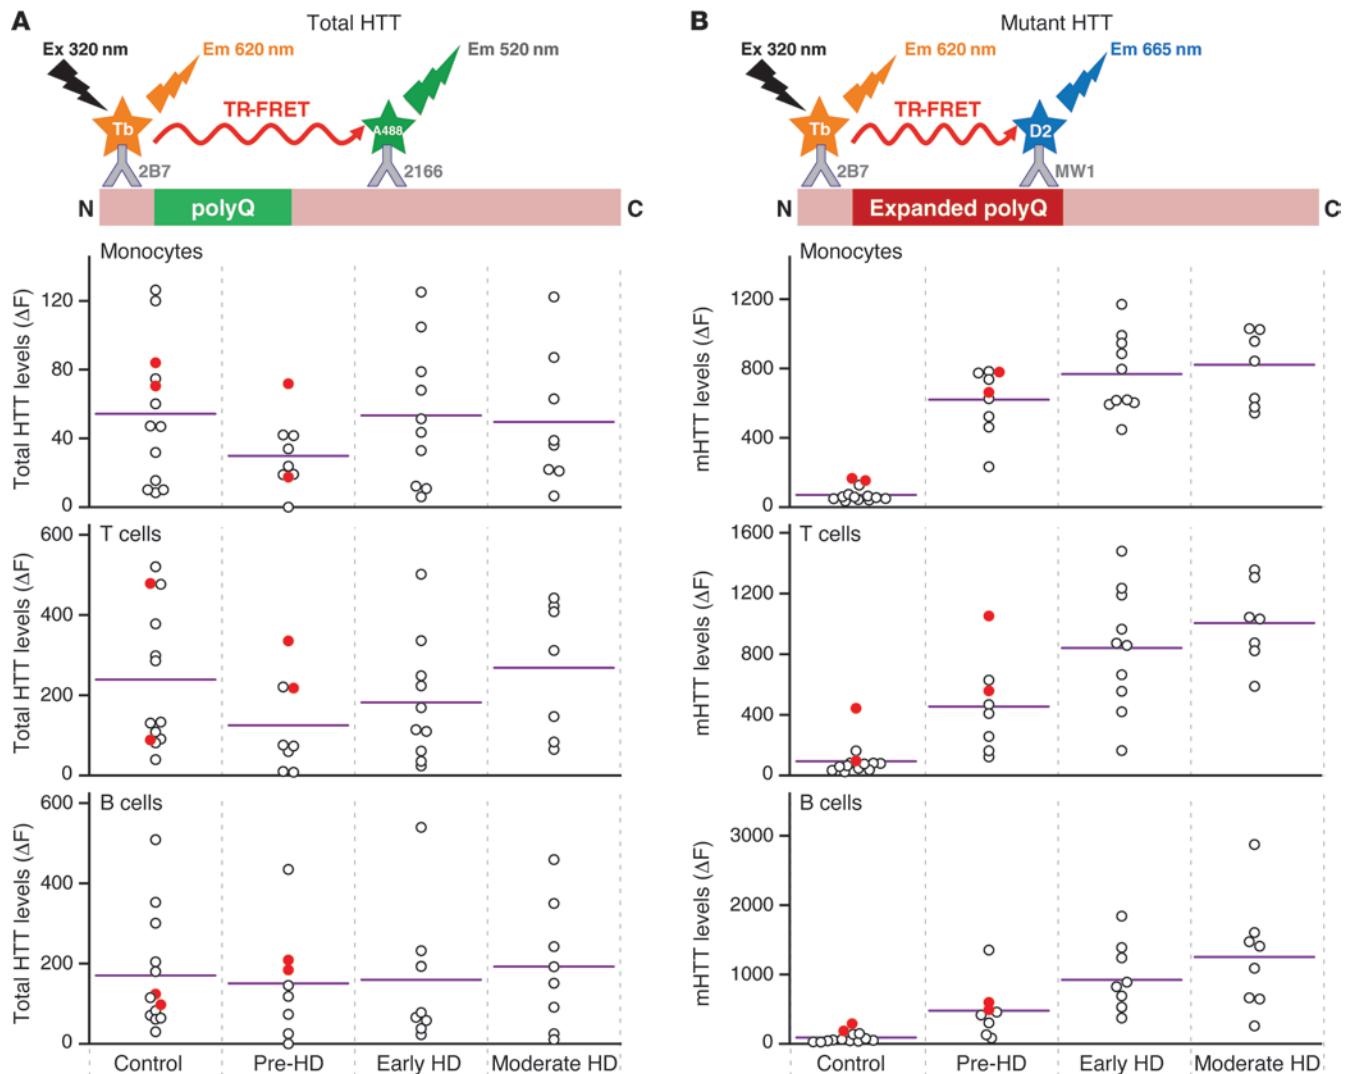 A
Total HTT
Ex 320 nm
Em 620 nm
Em 520 nm
TR-FRET
Tb
A488
2B7
2166
N
polyQ
C
Monocytes
Total HTT levels (ΔF)
120
80
40
0
T cells
Total HTT levels (ΔF)
600
400
200
0
B cells
Total HTT levels (ΔF)
600
400
200
0
Control
Pre-HD
Early HD
Moderate HD
B
Mutant HTT
Ex 320 nm
Em 620 nm
Em 665 nm
TR-FRET
Tb
D2
2B7
MW1
N
Expanded polyQ
C
Monocytes
mHTT levels (ΔF)
1200
800
400
0
T cells
mHTT levels (ΔF)
1600
1200
800
400
0
B cells
mHTT levels (ΔF)
3000
2000
1000
0
Control
Pre-HD
Early HD
Moderate HD